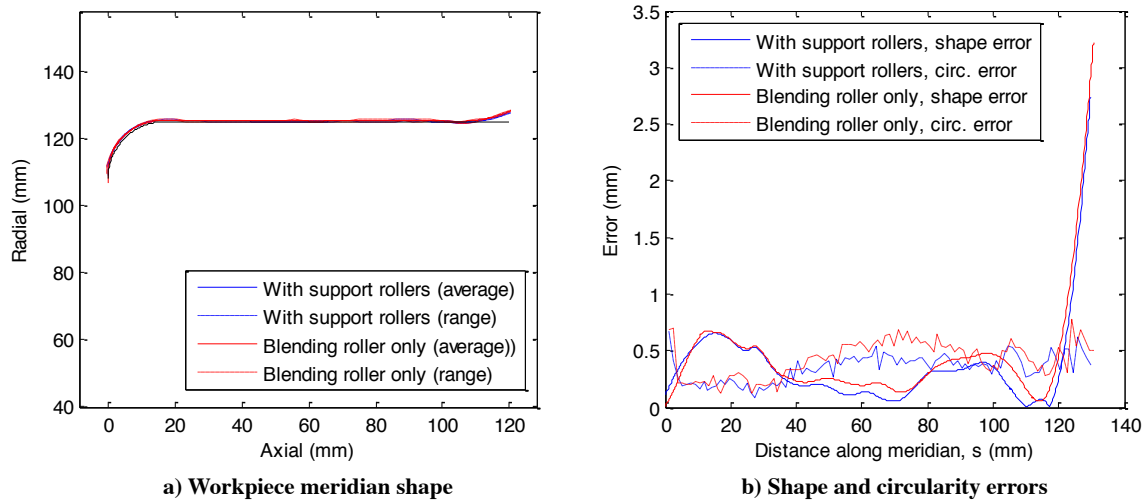 140
120
100
80
60
40
Radial (mm)
With support rollers (average)
With support rollers (range)
Blending roller only (average))
Blending roller only (range)
0 20 40 60 80 100 120
Axial (mm)
a) Workpiece meridian shape
3.5
3
2.5
2
1.5
1
0.5
0
Error (mm)
With support rollers, shape error
With support rollers, circ. error
Blending roller only, shape error
Blending roller only, circ. error
0 20 40 60 80 100 120 140
Distance along meridian, s (mm)
b) Shape and circularity errors